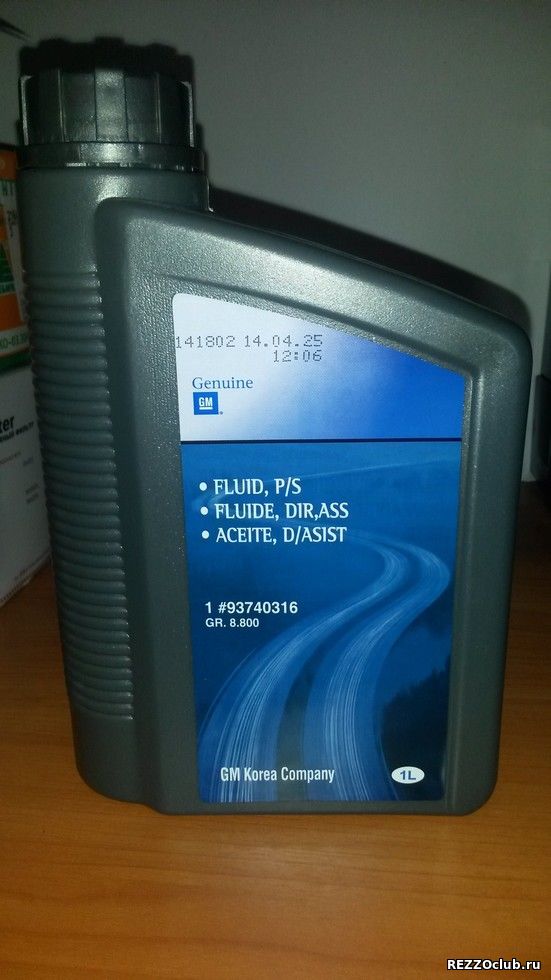 141802 14.04.25
12:06
Genuine
GM
• FLUID, P/S
• FLUIDE, DIR,ASS
• ACEITE, D/ASIST
1 #93740316
GR. 8.800
GM Korea Company
1L
REZZOclub.ru